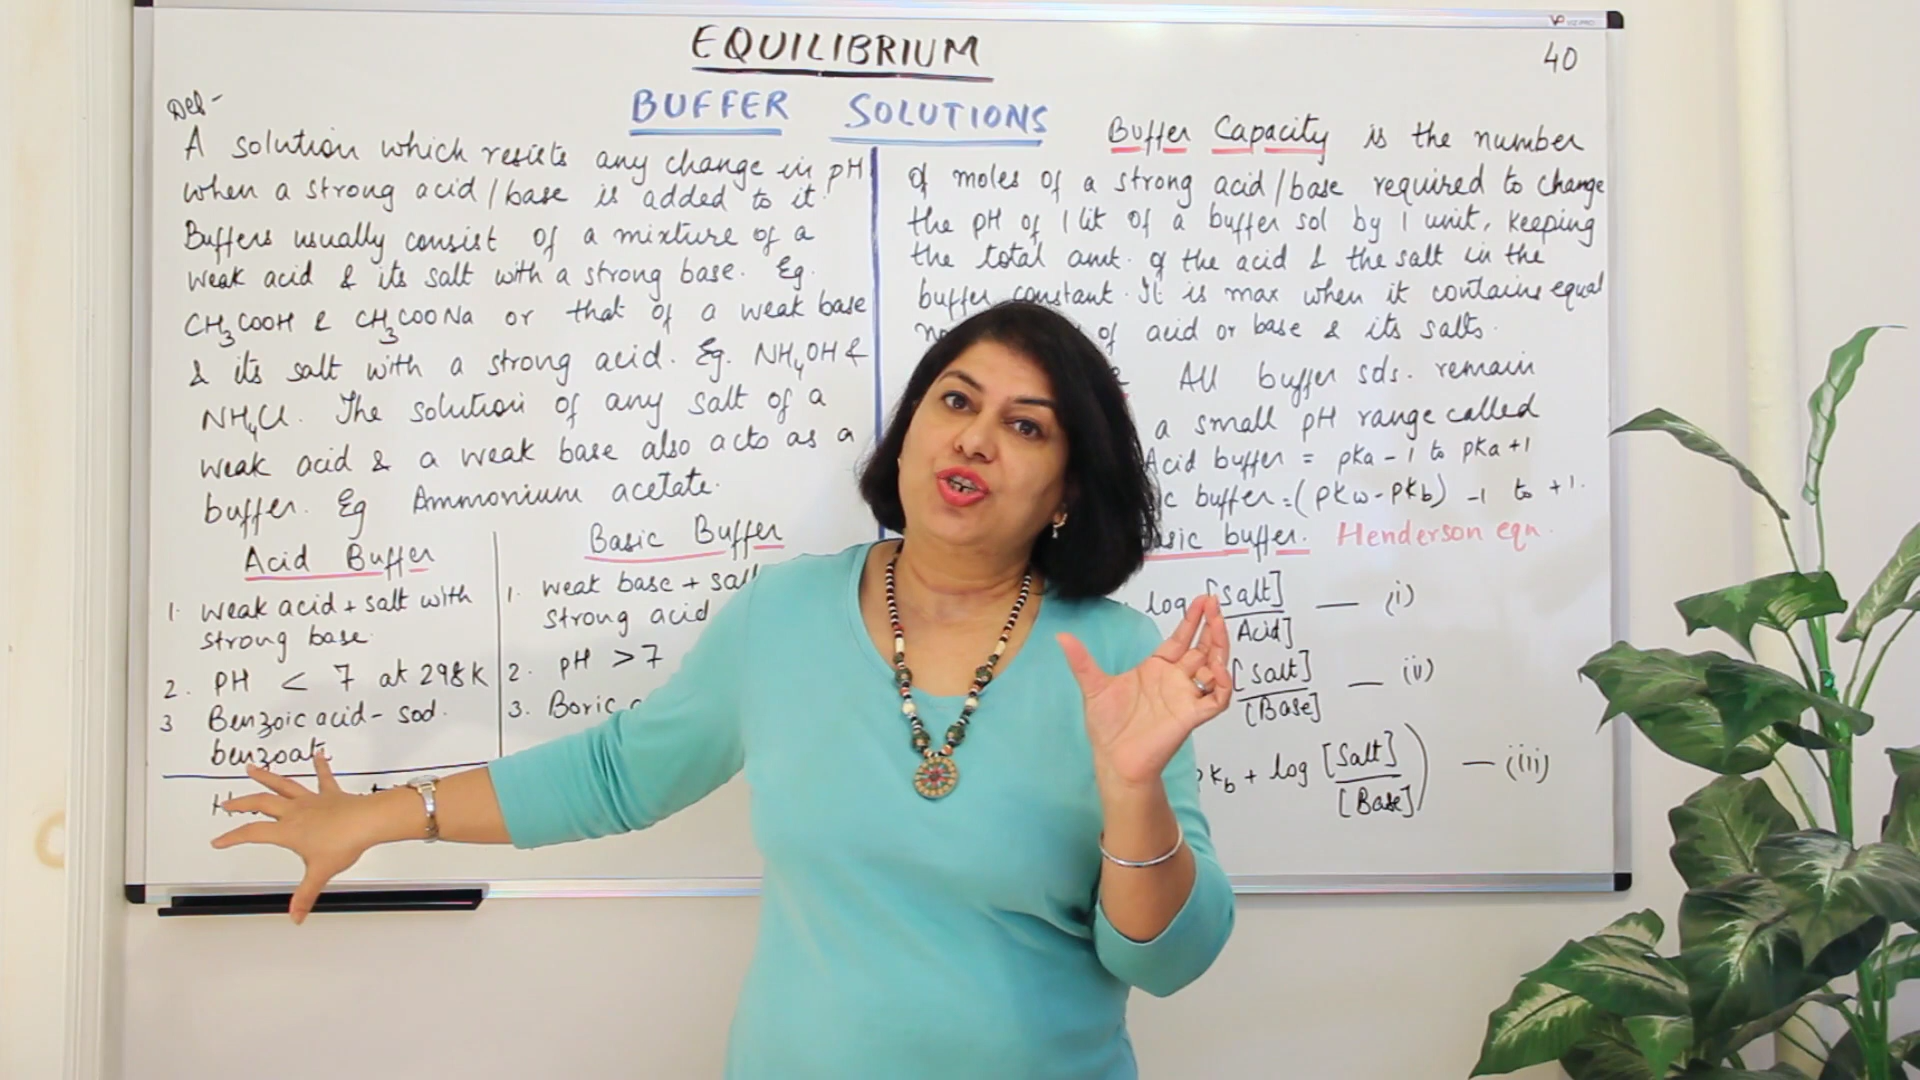 VP VIZ-PRO
EQUILIBRIUM
40
BUFFER SOLUTIONS
Def -
A solution which resists any change in pH
when a strong acid/base is added to it.
Buffers usually consist of a mixture of a
weak acid & its salt with a strong base. Eg.
CH₃COOH & CH₃COONa or that of a weak base
& its salt with a strong acid. Eg. NH₄OH &
NH₄Cl. The solution of any salt of a
weak acid & a weak base also acts as a
buffer. Eg Ammonium acetate.
Acid Buffer
1. weak acid + salt with
strong base.
2. PH < 7 at 298K
3 Benzoic acid - sod.
benzoate
Basic Buffer
1. weak base + salt
strong acid
2. pH > 7
3. Boric
Buffer Capacity is the number
of moles of a strong acid/base required to change
the pH of 1 lit of a buffer sol by 1 unit, keeping
the total amt. of the acid & the salt in the
buffer constant. It is max when it contains equal
of acid or base & its salts.
All buffer sols. remain
a small pH range called
Acid buffer = pKa - 1 to pKa + 1
buffer = (pKw - pKb) - 1 to + 1.
buffer. Henderson eqn.
log [Salt] — (i)
Acid]
[Salt] — (ii)
[Base]
Kb + log [Salt] ) — (iii)
[Base]